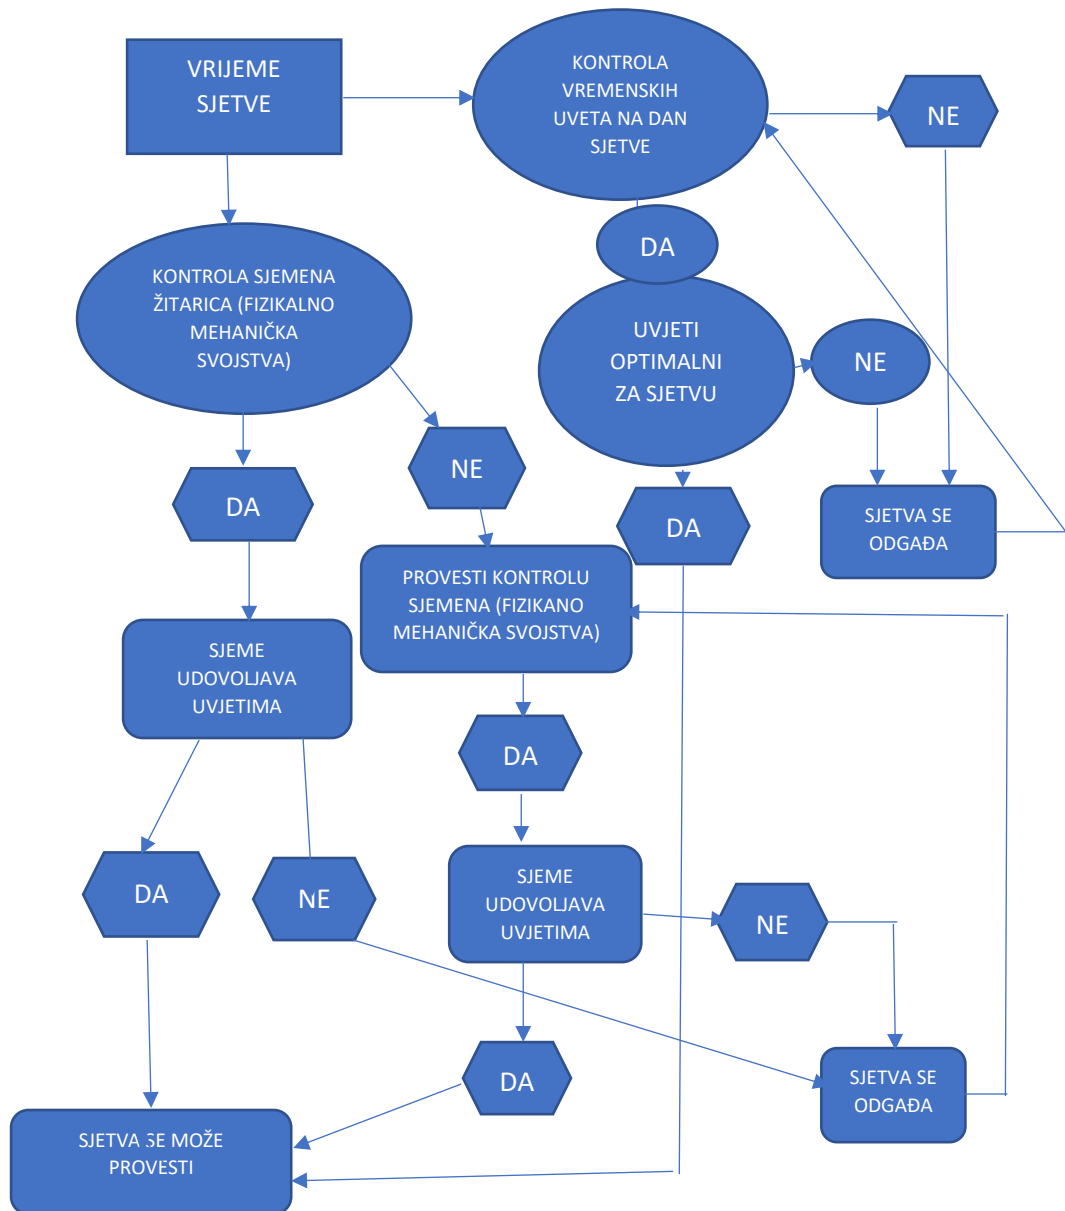 VRIJEME
SJETVE
KONTROLA
VREMENSKIH
UVETA NA DAN
SJETVE
NE
DA
KONTROLA SJEMENA
ŽITARICA (FIZIKALNO
MEHANIČKA
SVOJSTVA)
UVJETI
OPTIMALNI
ZA SJETVU
NE
DA
NE
DA
SJETVA SE
ODGAĐA
PROVESTI KONTROLU
SJEMENA (FIZIKANO
MEHANIČKA SVOJSTVA)
SJEME
UDOVOLJAVA
UVJETIMA
DA
DA
NE
SJEME
UDOVOLJAVA
UVJETIMA
NE
DA
SJETVA SE
ODGAĐA
SJETVA SE MOŽE
PROVESTI